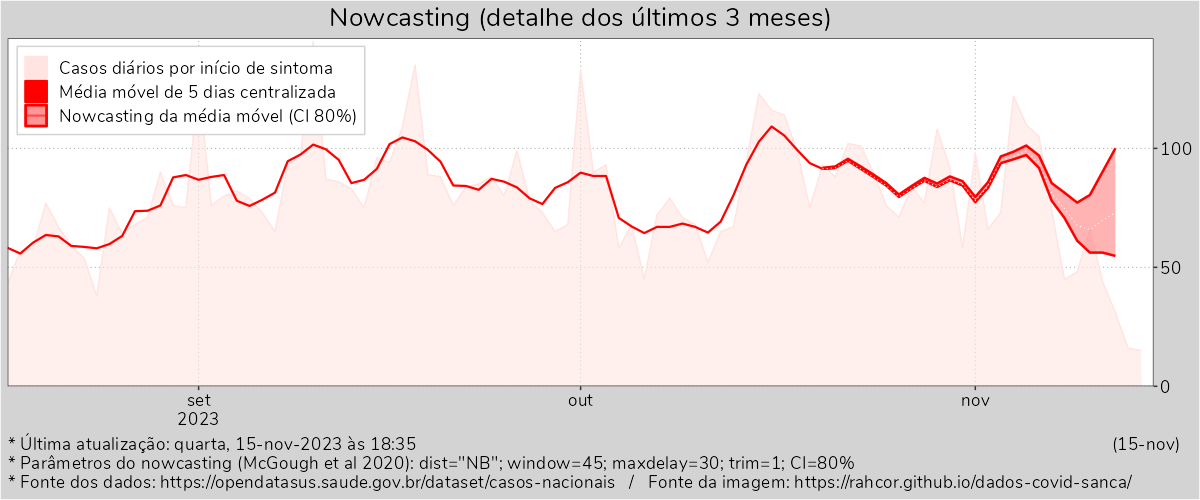 Nowcasting (detalhe dos últimos 3 meses)
Casos diários por início de sintoma
Média móvel de 5 dias centralizada
Nowcasting da média móvel (CI 80%)
100
50
0
set
2023
out
nov
* Última atualização: quarta, 15-nov-2023 às 18:35
(15-nov)
* Parâmetros do nowcasting (McGough et al 2020): dist="NB"; window=45; maxdelay=30; trim=1; CI=80%
* Fonte dos dados: https://opendatasus.saude.gov.br/dataset/casos-nacionais / Fonte da imagem: https://rahcor.github.io/dados-covid-sanca/